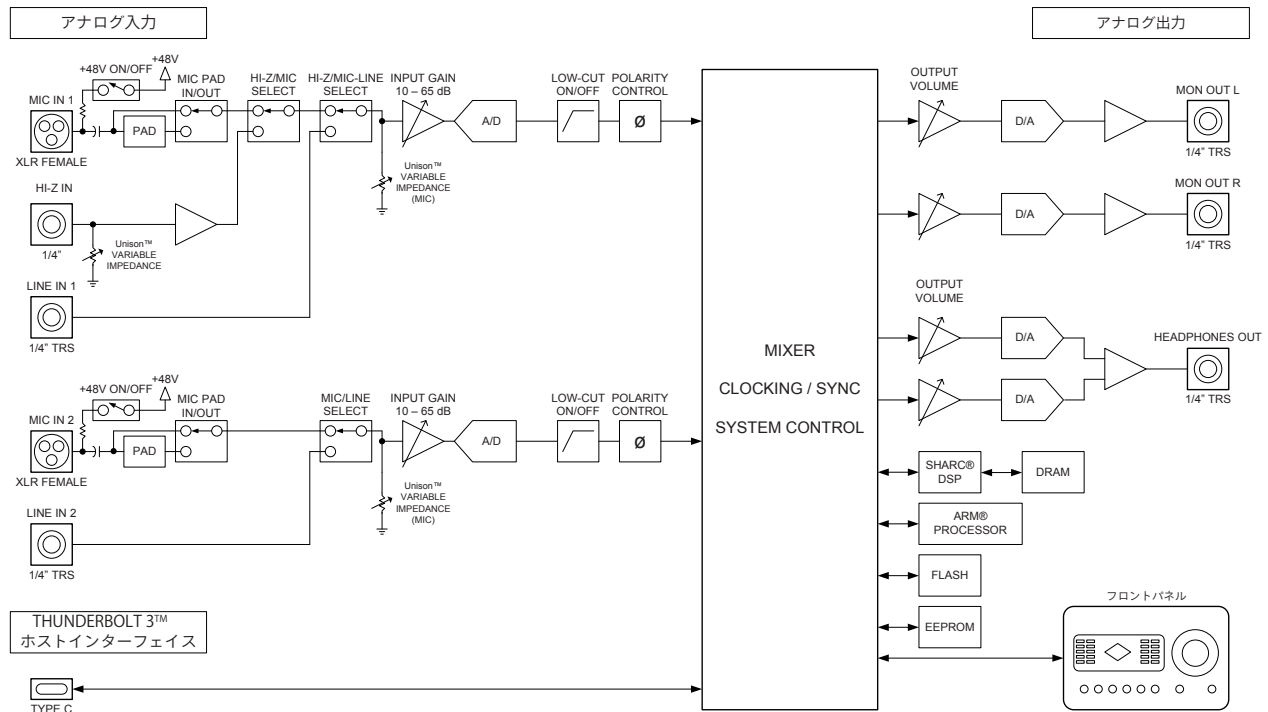 アナログ入力
アナログ出力
+48V ON/OFF
+48V
MIC PAD
IN/OUT
HI-Z/MIC
SELECT
HI-Z/MIC-LINE
SELECT
INPUT GAIN
10 – 65 dB
LOW-CUT
ON/OFF
POLARITY
CONTROL
MIC IN 1
PAD
A/D
Ø
XLR FEMALE
Unison™
VARIABLE
IMPEDANCE
(MIC)
HI-Z IN
1/4"
Unison™
VARIABLE
IMPEDANCE
LINE IN 1
1/4" TRS
+48V ON/OFF
+48V
MIC PAD
IN/OUT
MIC/LINE
SELECT
INPUT GAIN
10 – 65 dB
LOW-CUT
ON/OFF
POLARITY
CONTROL
MIC IN 2
PAD
A/D
Ø
XLR FEMALE
Unison™
VARIABLE
IMPEDANCE
(MIC)
LINE IN 2
1/4" TRS
THUNDERBOLT 3™
ホストインターフェイス
TYPE C
MIXER
CLOCKING / SYNC
SYSTEM CONTROL
OUTPUT
VOLUME
D/A
MON OUT L
1/4" TRS
D/A
MON OUT R
1/4" TRS
OUTPUT
VOLUME
D/A
D/A
HEADPHONES OUT
1/4" TRS
SHARC®
DSP
DRAM
ARM®
PROCESSOR
FLASH
EEPROM
フロントパネル